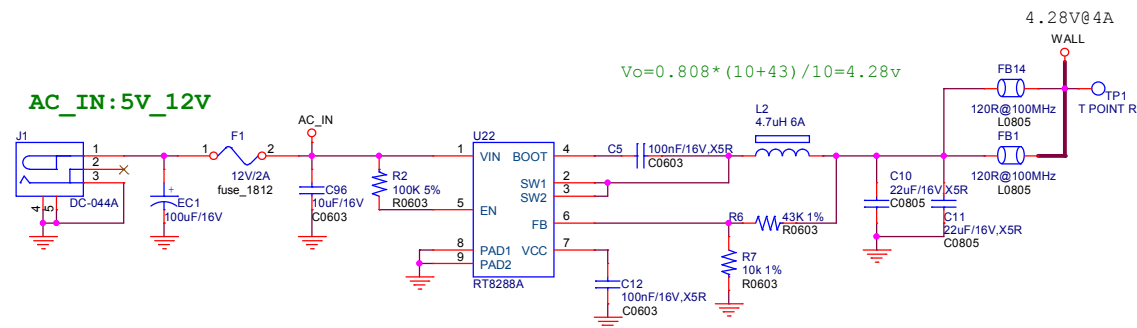 4.28V@4A
WALL
Vo=0.808*(10+43)/10=4.28v
FB14
120R@100MHz
L0805
TP1
T POINT R
AC_IN:5V_12V
J1
1
2
3
4
5
DC-044A
EC1
100uF/16V
F1
1
2
12V/2A
fuse_1812
AC_IN
C96
10uF/16V
C0603
R2
100K 5%
R0603
U22
1
VIN
BOOT
4
SW1
2
SW2
3
5
EN
FB
6
8
PAD1
VCC
7
9
PAD2
RT8288A
C5
100nF/16V,X5R
C0603
L2
4.7uH 6A
FB1
120R@100MHz
L0805
R6
43K 1%
R0603
R7
10k 1%
R0603
C12
100nF/16V,X5R
C0603
C10
22uF/16V,X5R
C0805
C11
22uF/16V,X5R
C0805